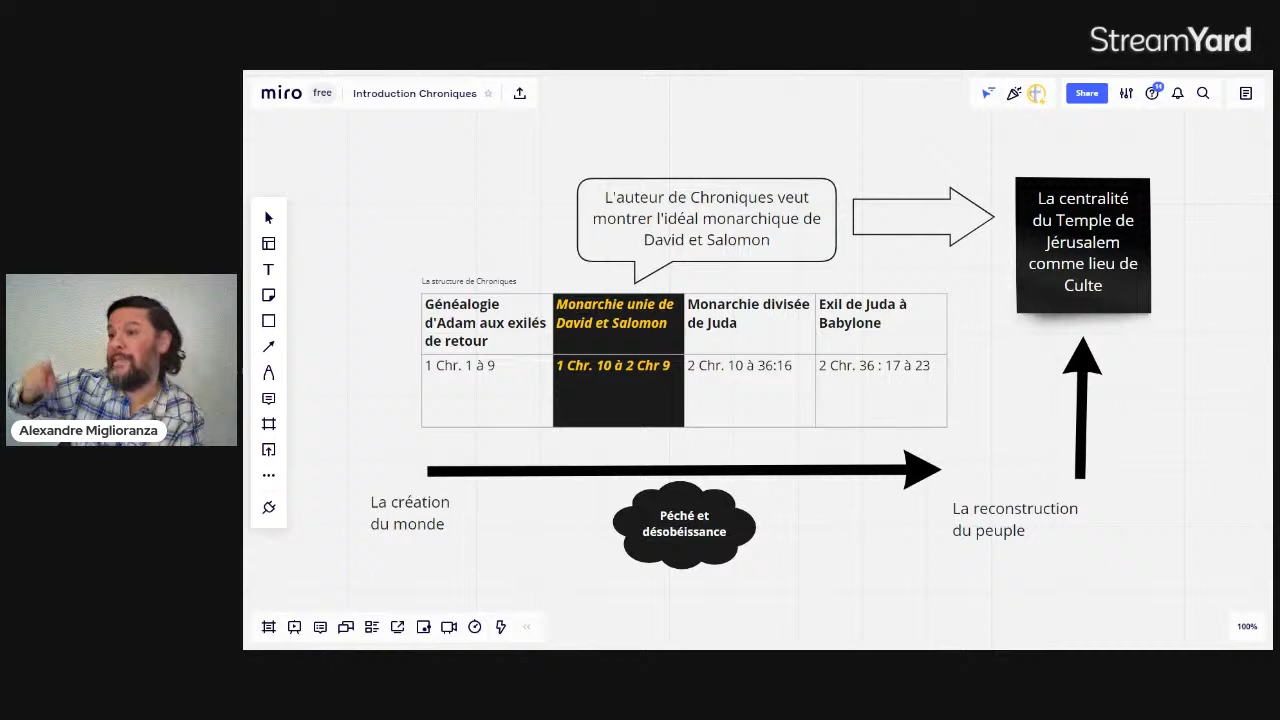 StreamYard
miro free Introduction Chroniques
Share
14
L'auteur de Chroniques veut
montrer l'idéal monarchique de
David et Salomon
La centralité
du Temple de
Jérusalem
comme lieu de
Culte
La structure de Chroniques
Généalogie
d'Adam aux exilés
de retour
Monarchie unie de
David et Salomon
Monarchie divisée
de Juda
Exil de Juda à
Babylone
1 Chr. 1 à 9
1 Chr. 10 à 2 Chr 9
2 Chr. 10 à 36:16
2 Chr. 36 : 17 à 23
Alexandre Miglioranza
La création
du monde
Péché et
désobéissance
La reconstruction
du peuple
100%